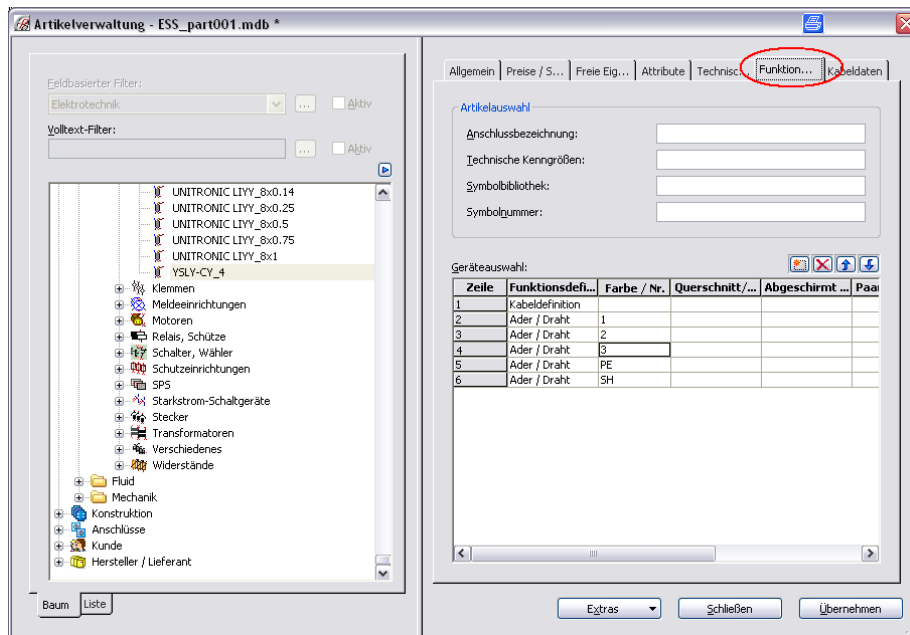 Artikelverwaltung - ESS_part001.mdb *
Feldbasierter Filter:
Elektrotechnik
...
Aktiv
Volltext-Filter:
...
Aktiv
UNITRONIC LIYY_8x0.14
UNITRONIC LIYY_8x0.25
UNITRONIC LIYY_8x0.5
UNITRONIC LIYY_8x0.75
UNITRONIC LIYY_8x1
YSLY-CY_4
Klemmen
Meldeeinrichtungen
Motoren
Relais, Schütze
Schalter, Wähler
Schutzeinrichtungen
SPS
Starkstrom-Schaltgeräte
Stecker
Transformatoren
Verschiedenes
Widerstände
Fluid
Mechanik
Konstruktion
Anschlüsse
Kunde
Hersteller / Lieferant
Baum Liste
Allgemein Preise / S... Freie Eig... Attribute Technisc... Funktion... Kabeldaten
Artikelauswahl
Anschlussbezeichnung:
Technische Kenngrößen:
Symbolbibliothek:
Symbolnummer:
Geräteauswahl:
Zeile Funktionsdefi... Farbe / Nr. Querschnitt/... Abgeschirmt ... Paar
1 Kabeldefinition
2 Ader / Draht 1
3 Ader / Draht 2
4 Ader / Draht 3
5 Ader / Draht PE
6 Ader / Draht SH
Extras Schließen Übernehmen